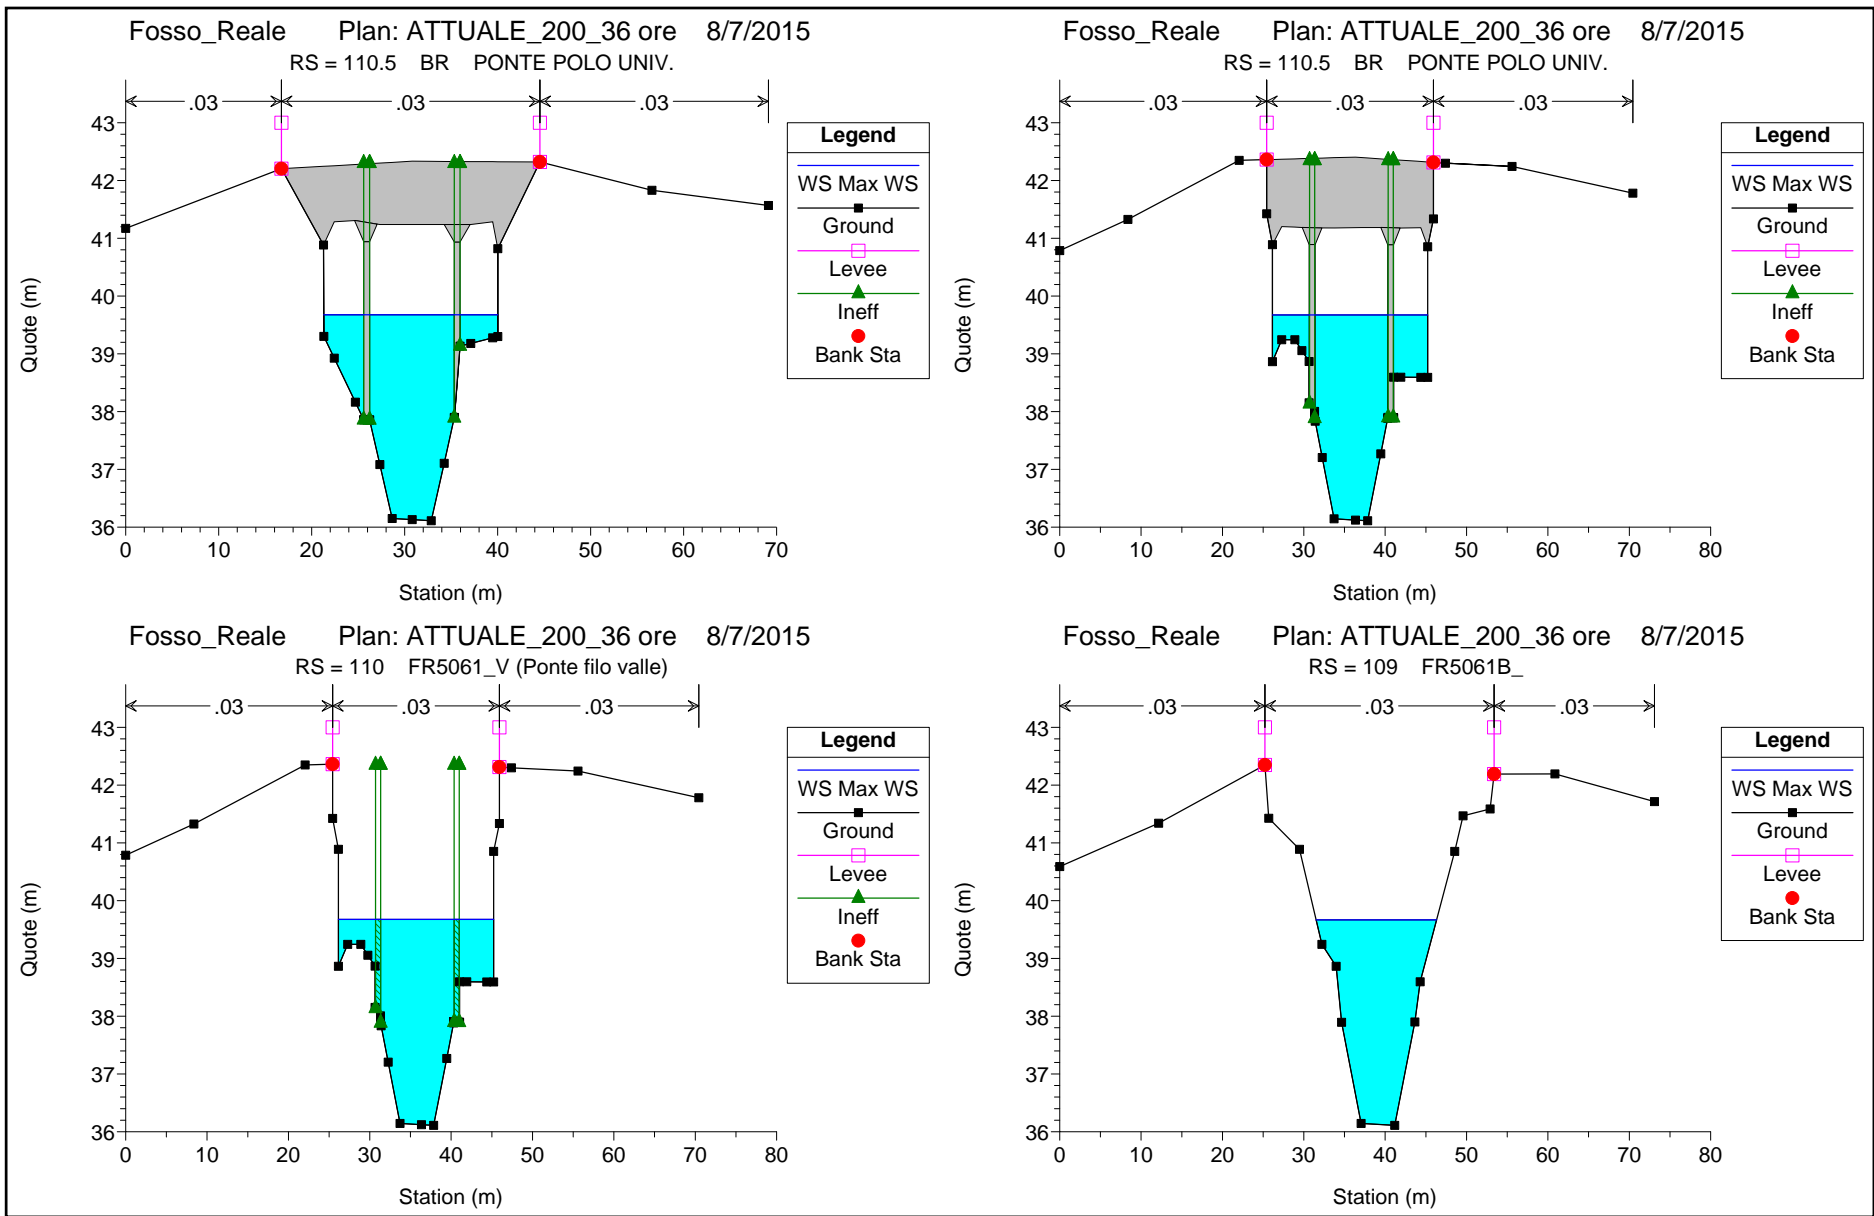 Fosso_Reale Plan: ATTUALE_200_36 ore 8/7/2015
RS = 110.5 BR PONTE POLO UNIV.
.03 .03 .03
43
42
41
40
39
38
37
36
Quote (m)
0 10 20 30 40 50 60 70
Station (m)
Legend
WS Max WS
Ground
Levee
Ineff
Bank Sta
Fosso_Reale Plan: ATTUALE_200_36 ore 8/7/2015
RS = 110.5 BR PONTE POLO UNIV.
.03 .03 .03
43
42
41
40
39
38
37
36
Quote (m)
0 10 20 30 40 50 60 70 80
Station (m)
Legend
WS Max WS
Ground
Levee
Ineff
Bank Sta
Fosso_Reale Plan: ATTUALE_200_36 ore 8/7/2015
RS = 110 FR5061_V (Ponte filo valle)
.03 .03 .03
43
42
41
40
39
38
37
36
Quote (m)
0 10 20 30 40 50 60 70 80
Station (m)
Legend
WS Max WS
Ground
Levee
Ineff
Bank Sta
Fosso_Reale Plan: ATTUALE_200_36 ore 8/7/2015
RS = 109 FR5061B_
.03 .03 .03
43
42
41
40
39
38
37
36
Quote (m)
0 10 20 30 40 50 60 70 80
Station (m)
Legend
WS Max WS
Ground
Levee
Bank Sta